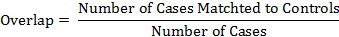 Overlap = Number of Cases Matchted to Controls / Number of Cases